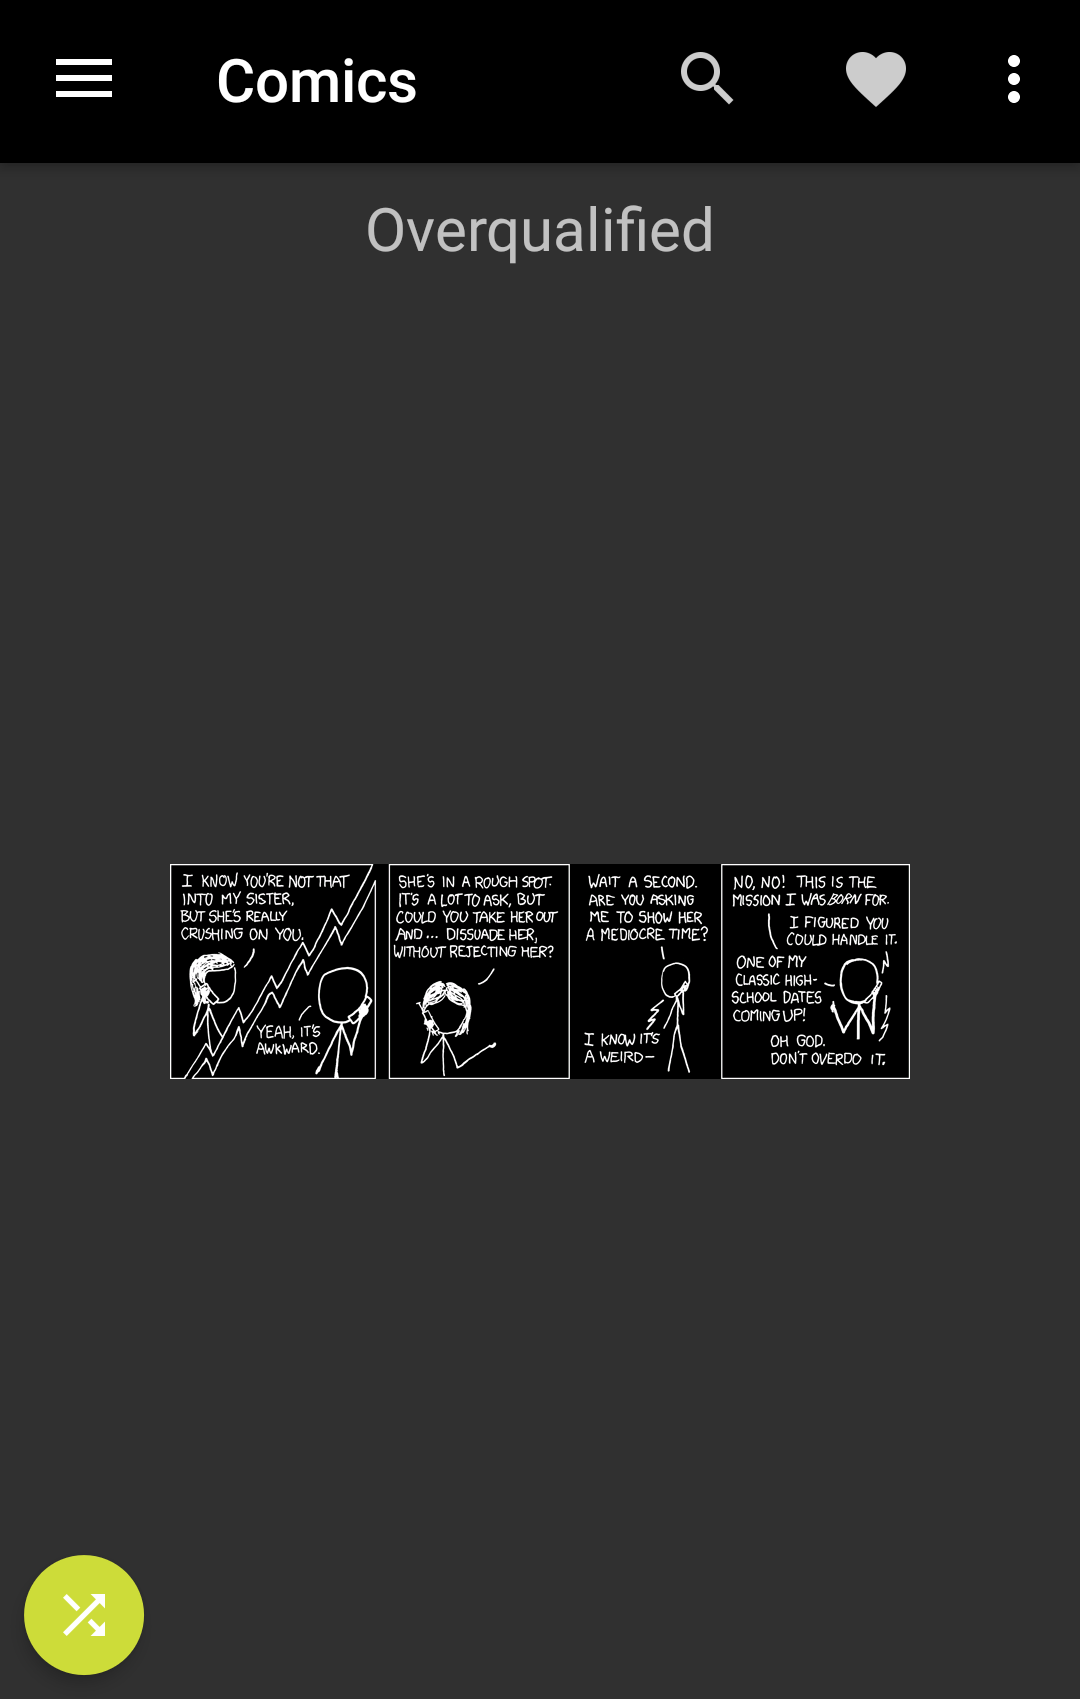 Comics
Overqualified
I KNOW YOU'RE NOT THAT
INTO MY SISTER,
BUT SHE'S REALLY
CRUSHING ON YOU.
YEAH, IT'S
AWKWARD.
SHE'S IN A ROUGH SPOT.
IT'S A LOT TO ASK, BUT
COULD YOU TAKE HER OUT
AND... DISSUADE HER,
WITHOUT REJECTING HER?
WAIT A SECOND.
ARE YOU ASKING
ME TO SHOW HER
A MEDIOCRE TIME?
I KNOW IT'S
A WEIRD—
NO, NO! THIS IS THE
MISSION I WAS BORN FOR.
I FIGURED YOU
COULD HANDLE IT.
ONE OF MY
CLASSIC HIGH-
SCHOOL DATES
COMING UP!
OH GOD.
DON'T OVERDO IT.